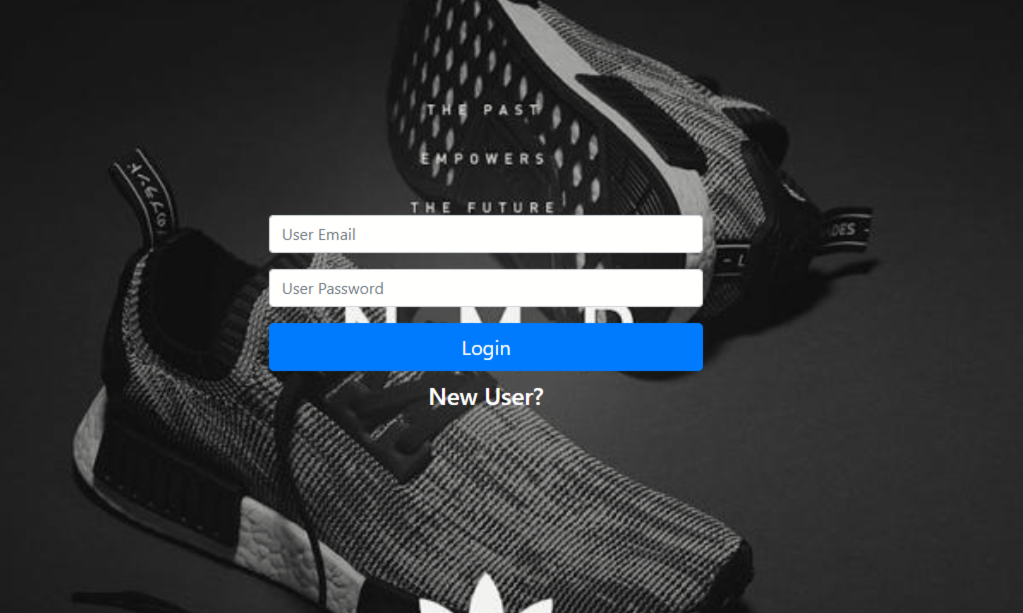 THE PAST
EMPOWERS
THE FUTURE
User Email
User Password
Login
New User?